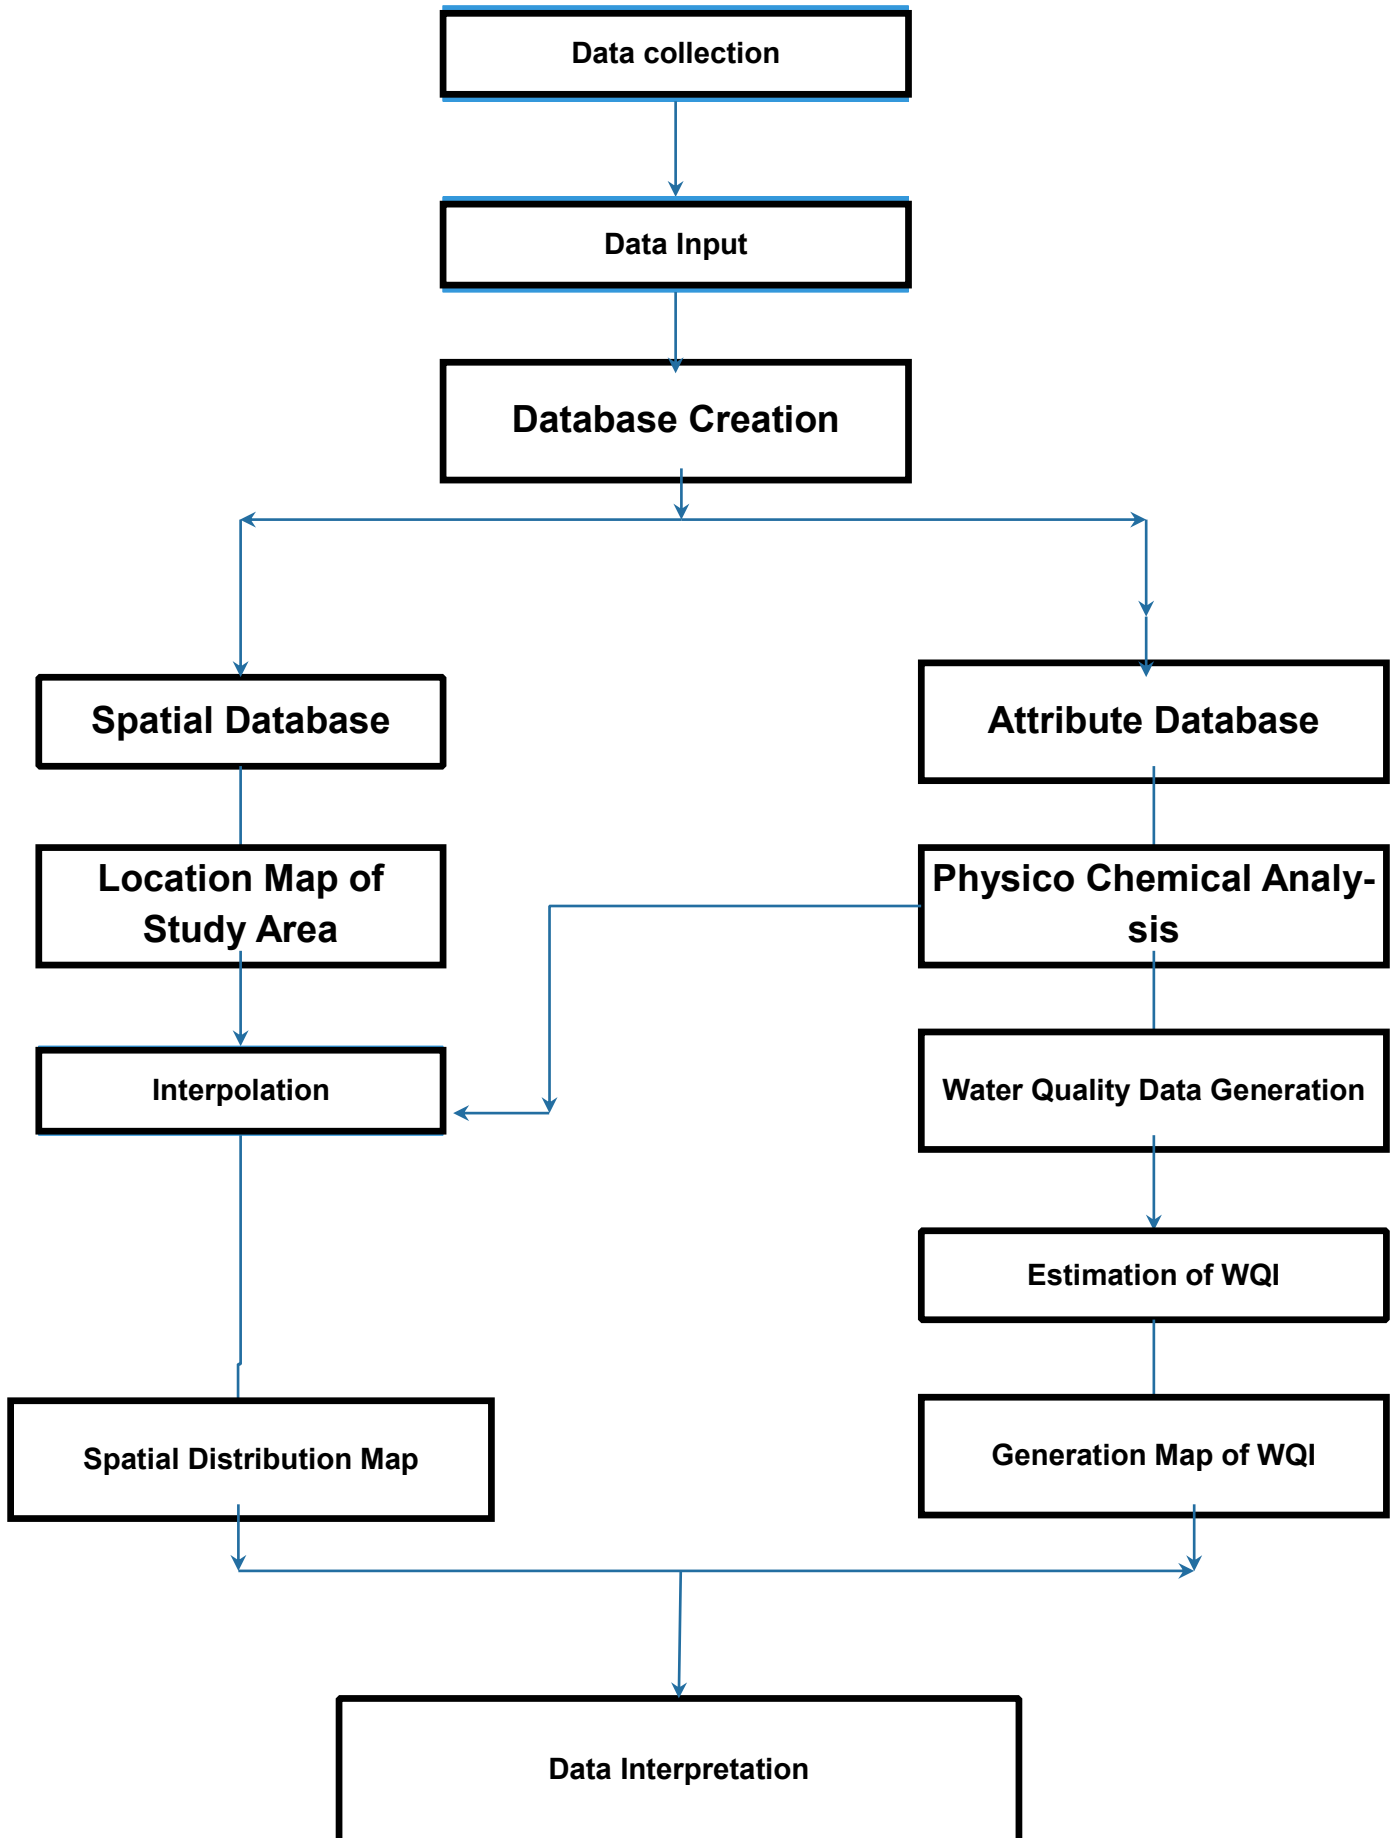 Data collection
Data Input
Database Creation
Spatial Database
Attribute Database
Location Map of
Study Area
Physico Chemical Analy-
sis
Interpolation
Water Quality Data Generation
Estimation of WQI
Spatial Distribution Map
Generation Map of WQI
Data Interpretation